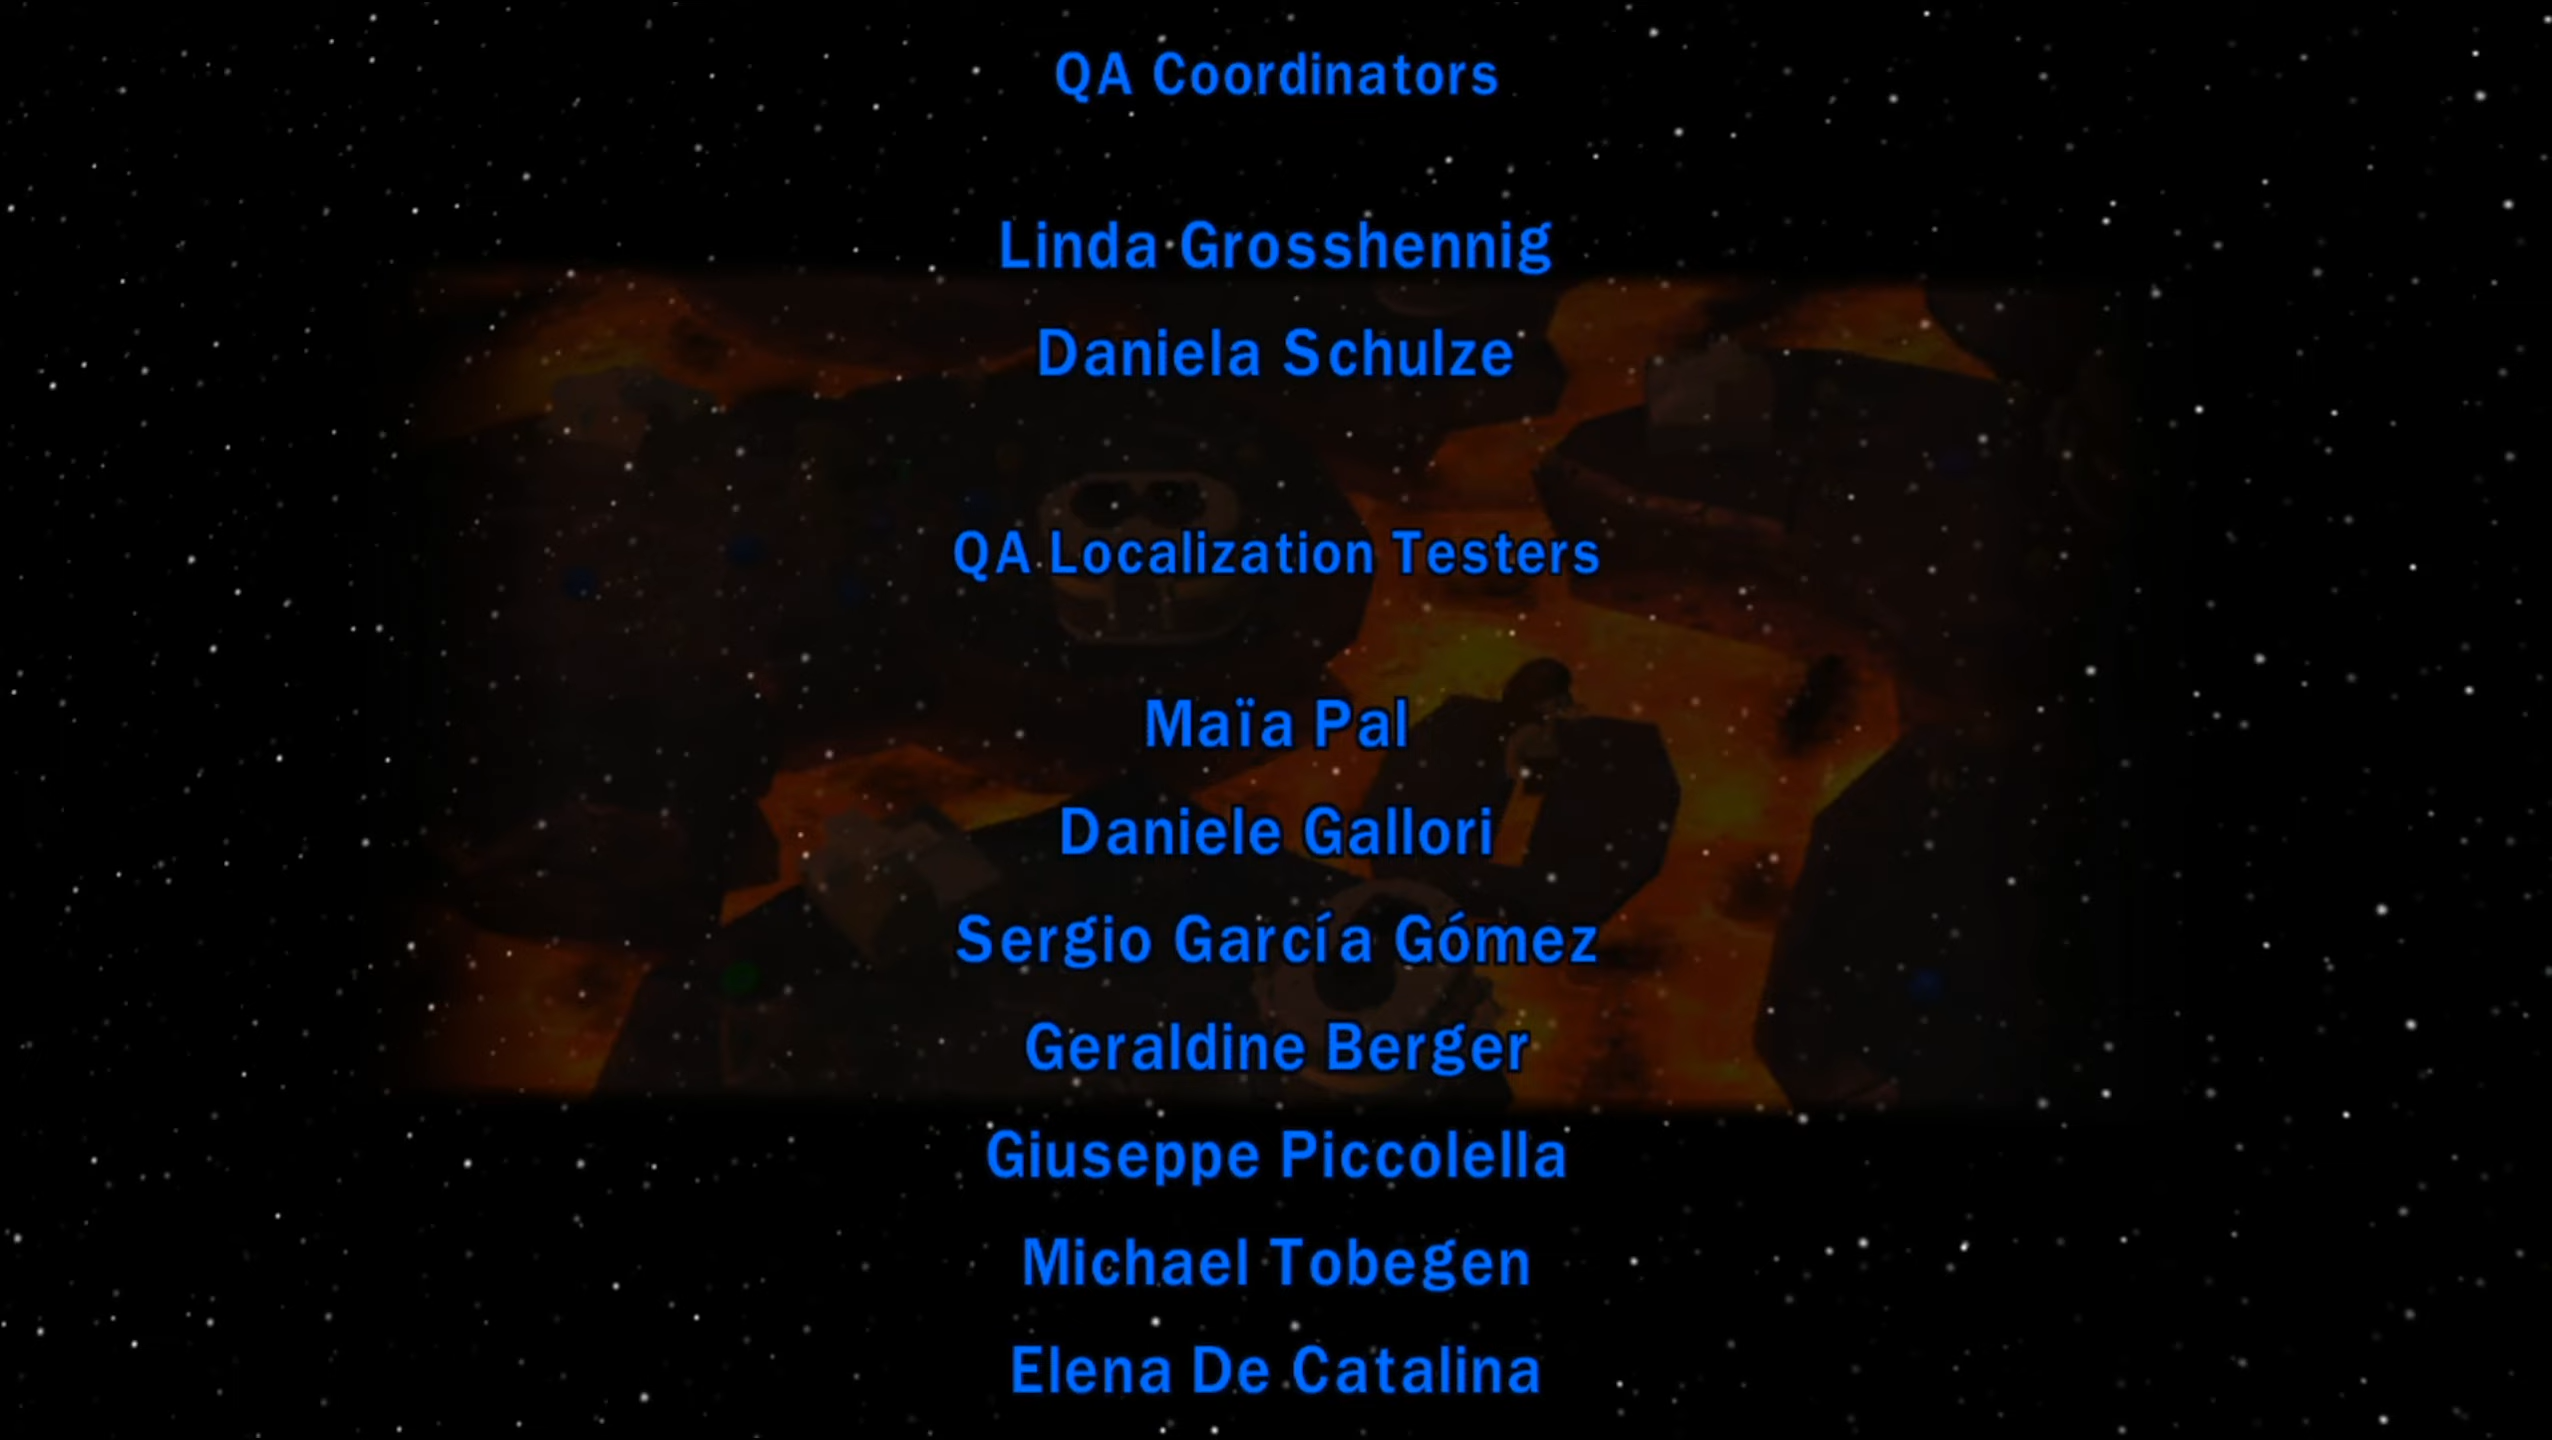 QA Coordinators
Linda Grosshennig
Daniela Schulze
QA Localization Testers
Maïa Pal
Daniele Gallori
Sergio García Gómez
Geraldine Berger
Giuseppe Piccolella
Michael Tobegen
Elena De Catalina